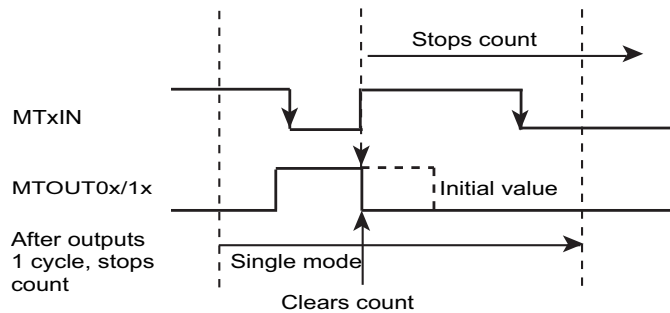 Stops count
MTxIN
MTOUT0x/1x
Initial value
After outputs
1 cycle, stops
count
Single mode
Clears count